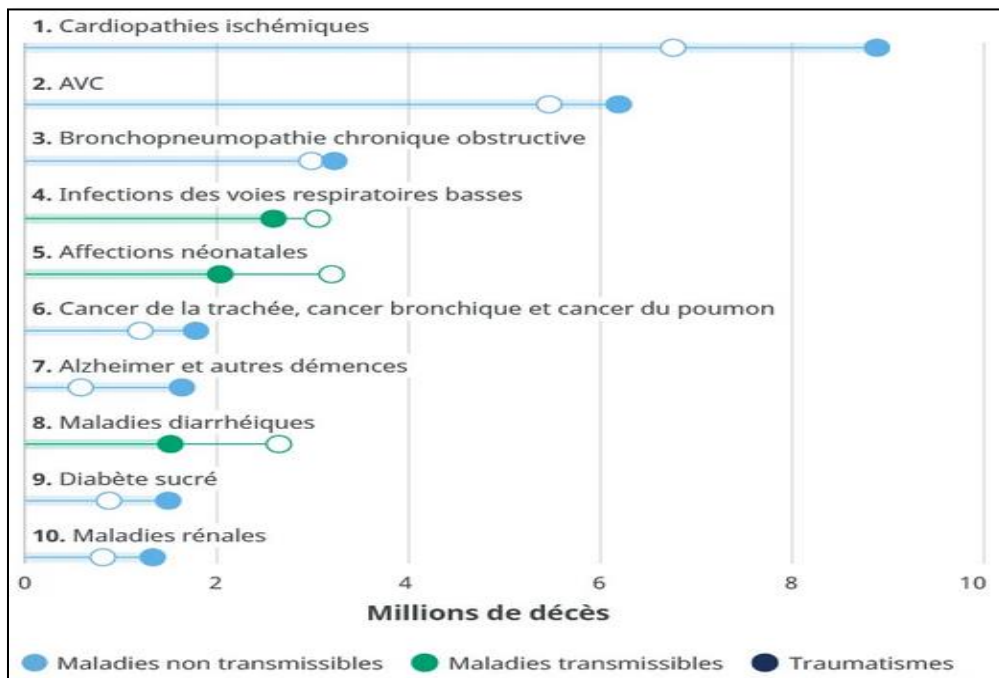 1. Cardiopathies ischémiques
2. AVC
3. Bronchopneumopathie chronique obstructive
4. Infections des voies respiratoires basses
5. Affections néonatales
6. Cancer de la trachée, cancer bronchique et cancer du poumon
7. Alzheimer et autres démences
8. Maladies diarrhéiques
9. Diabète sucré
10. Maladies rénales
0 2 4 6 8 10
Millions de décès
Maladies non transmissibles Maladies transmissibles Traumatismes